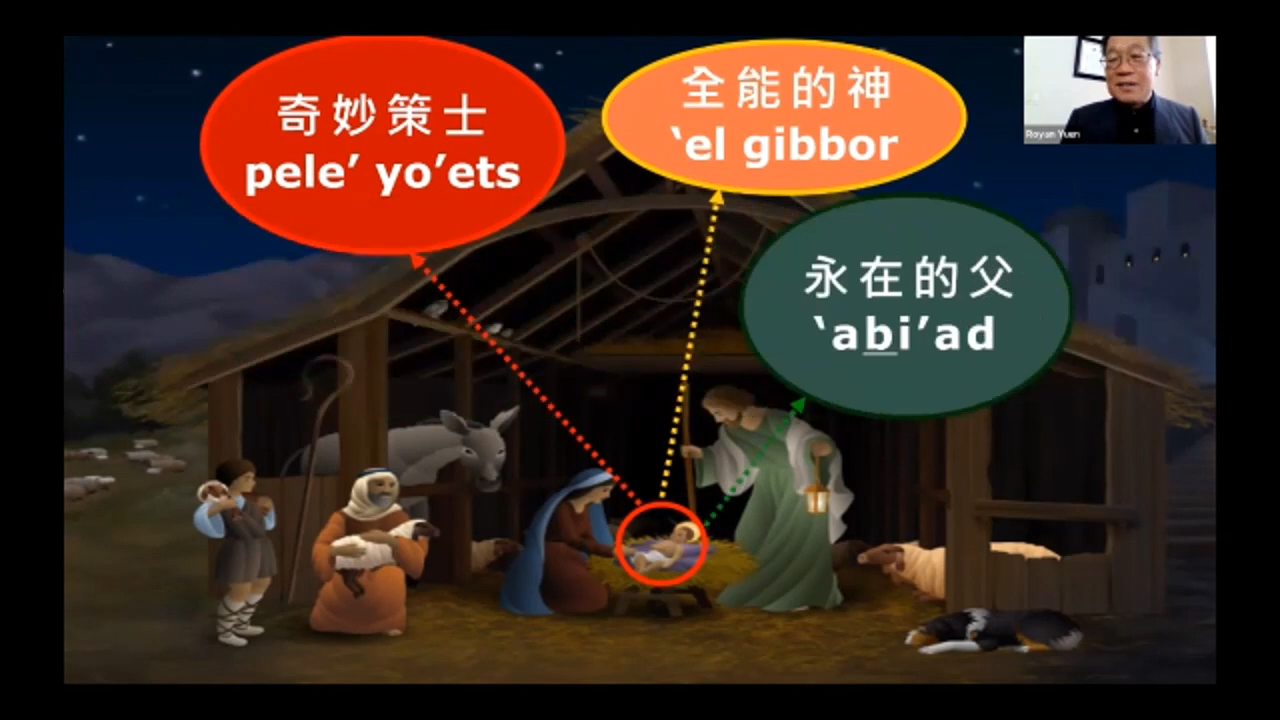 奇妙策士
pele’ yo’ets
全能的神
‘el gibbor
永在的父
‘abi’ad
Royan Yuen